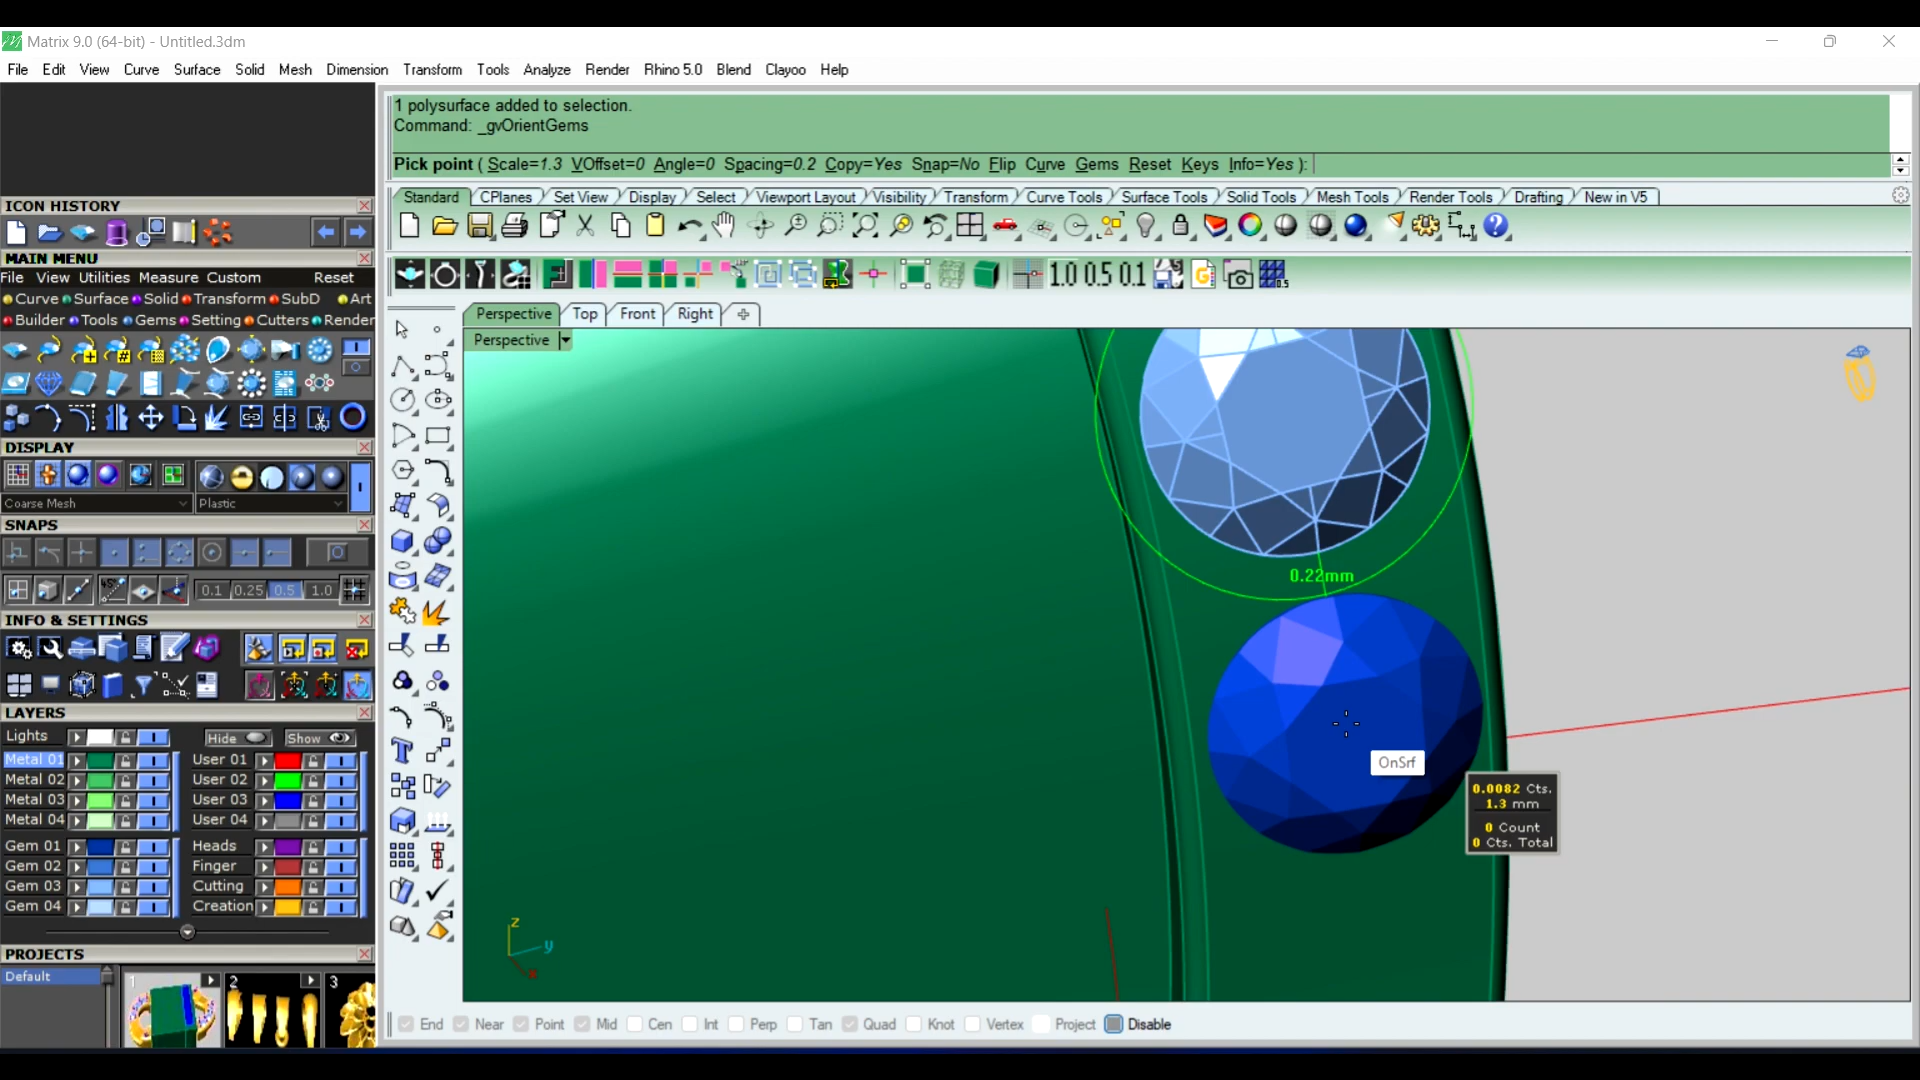 Matrix 9.0 (64-bit) - Untitled.3dm
File Edit View Curve Surface Solid Mesh Dimension Transform Tools Analyze Render Rhino 5.0 Blend Clayoo Help
1 polysurface added to selection.
Command: _gvOrientGems
Pick point ( Scale=1.3 VOffset=0 Angle=0 Spacing=0.2 Copy=Yes Snap=No Flip Curve Gems Reset Keys Info=Yes ):
Standard CPlanes Set View Display Select Viewport Layout Visibility Transform Curve Tools Surface Tools Solid Tools Mesh Tools Render Tools Drafting New in V5
1.0 0.5 0.1
Perspective Top Front Right
Perspective
ICON HISTORY
MAIN MENU
File View Utilities Measure Custom Reset
Curve Surface Solid Transform SubD Art
Builder Tools Gems Setting Cutters Render
DISPLAY
Coarse Mesh Plastic
SNAPS
0.1 0.25 0.5 1.0
INFO & SETTINGS
LAYERS
Lights Hide Show
Metal 01 User 01
Metal 02 User 02
Metal 03 User 03
Metal 04 User 04
Gem 01 Heads
Gem 02 Finger
Gem 03 Cutting
Gem 04 Creation
PROJECTS
Default 1 2 3
0.22mm
OnSrf
0.0082 Cts.
1.3 mm
0 Count
0 Cts. Total
z
y
x
End Near Point Mid Cen Int Perp Tan Quad Knot Vertex Project Disable